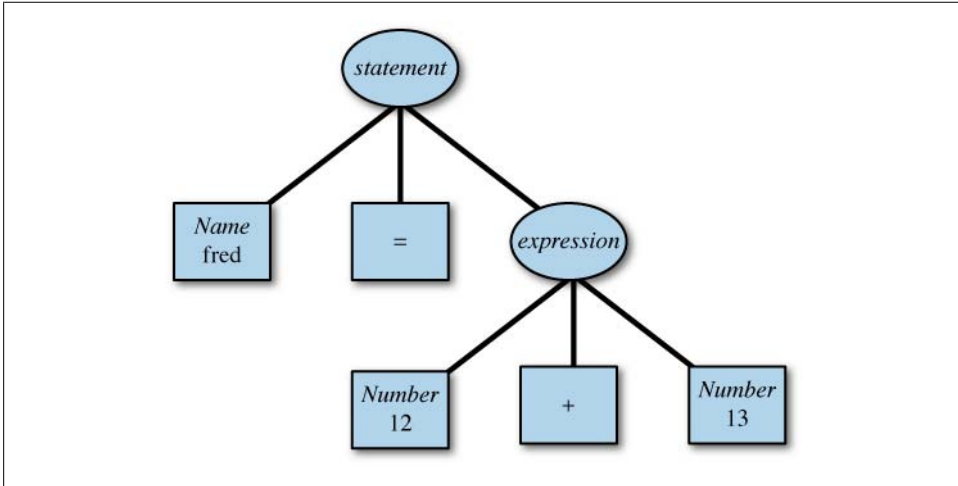 statement
Name
fred
=
expression
Number
12
+
Number
13